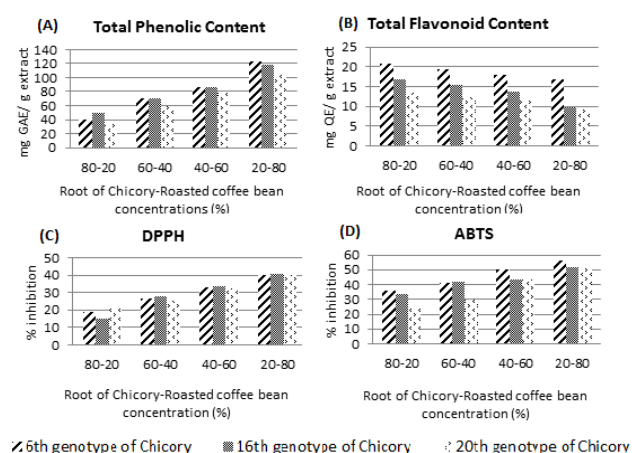 (A) Total Phenolic Content
mg GAE/ g extract
140
120
100
80
60
40
20
0
80-20 60-40 40-60 20-80
Root of Chicory-Roasted coffee bean
concentrations (%)
(B) Total Flavonoid Content
mg QE/ g extract
25
20
15
10
5
0
80-20 60-40 40-60 20-80
Root of Chicory-Roasted coffee bean
concentrations (%)
(C) DPPH
% inhibition
50
40
30
20
10
0
80-20 60-40 40-60 20-80
Root of Chicory-Roasted coffee bean
concentration (%)
(D) ABTS
% inhibition
60
50
40
30
20
10
0
80-20 60-40 40-60 20-80
Root of Chicory-Roasted coffee bean
concentration (%)
6th genotype of Chicory 16th genotype of Chicory 20th genotype of Chicory